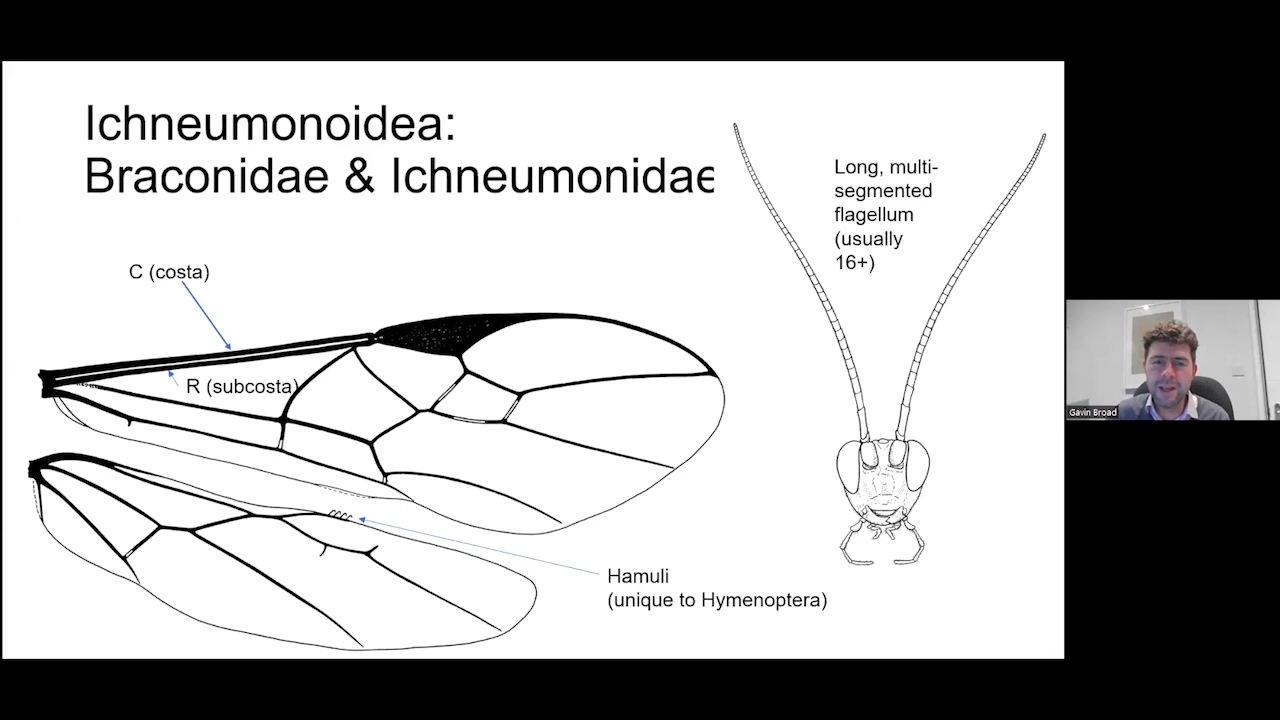 Ichneumonoidea:
Braconidae & Ichneumonidae
Long, multi-
segmented
flagellum
(usually
16+)
C (costa)
R (subcosta)
Hamuli
(unique to Hymenoptera)
Gavin Broad